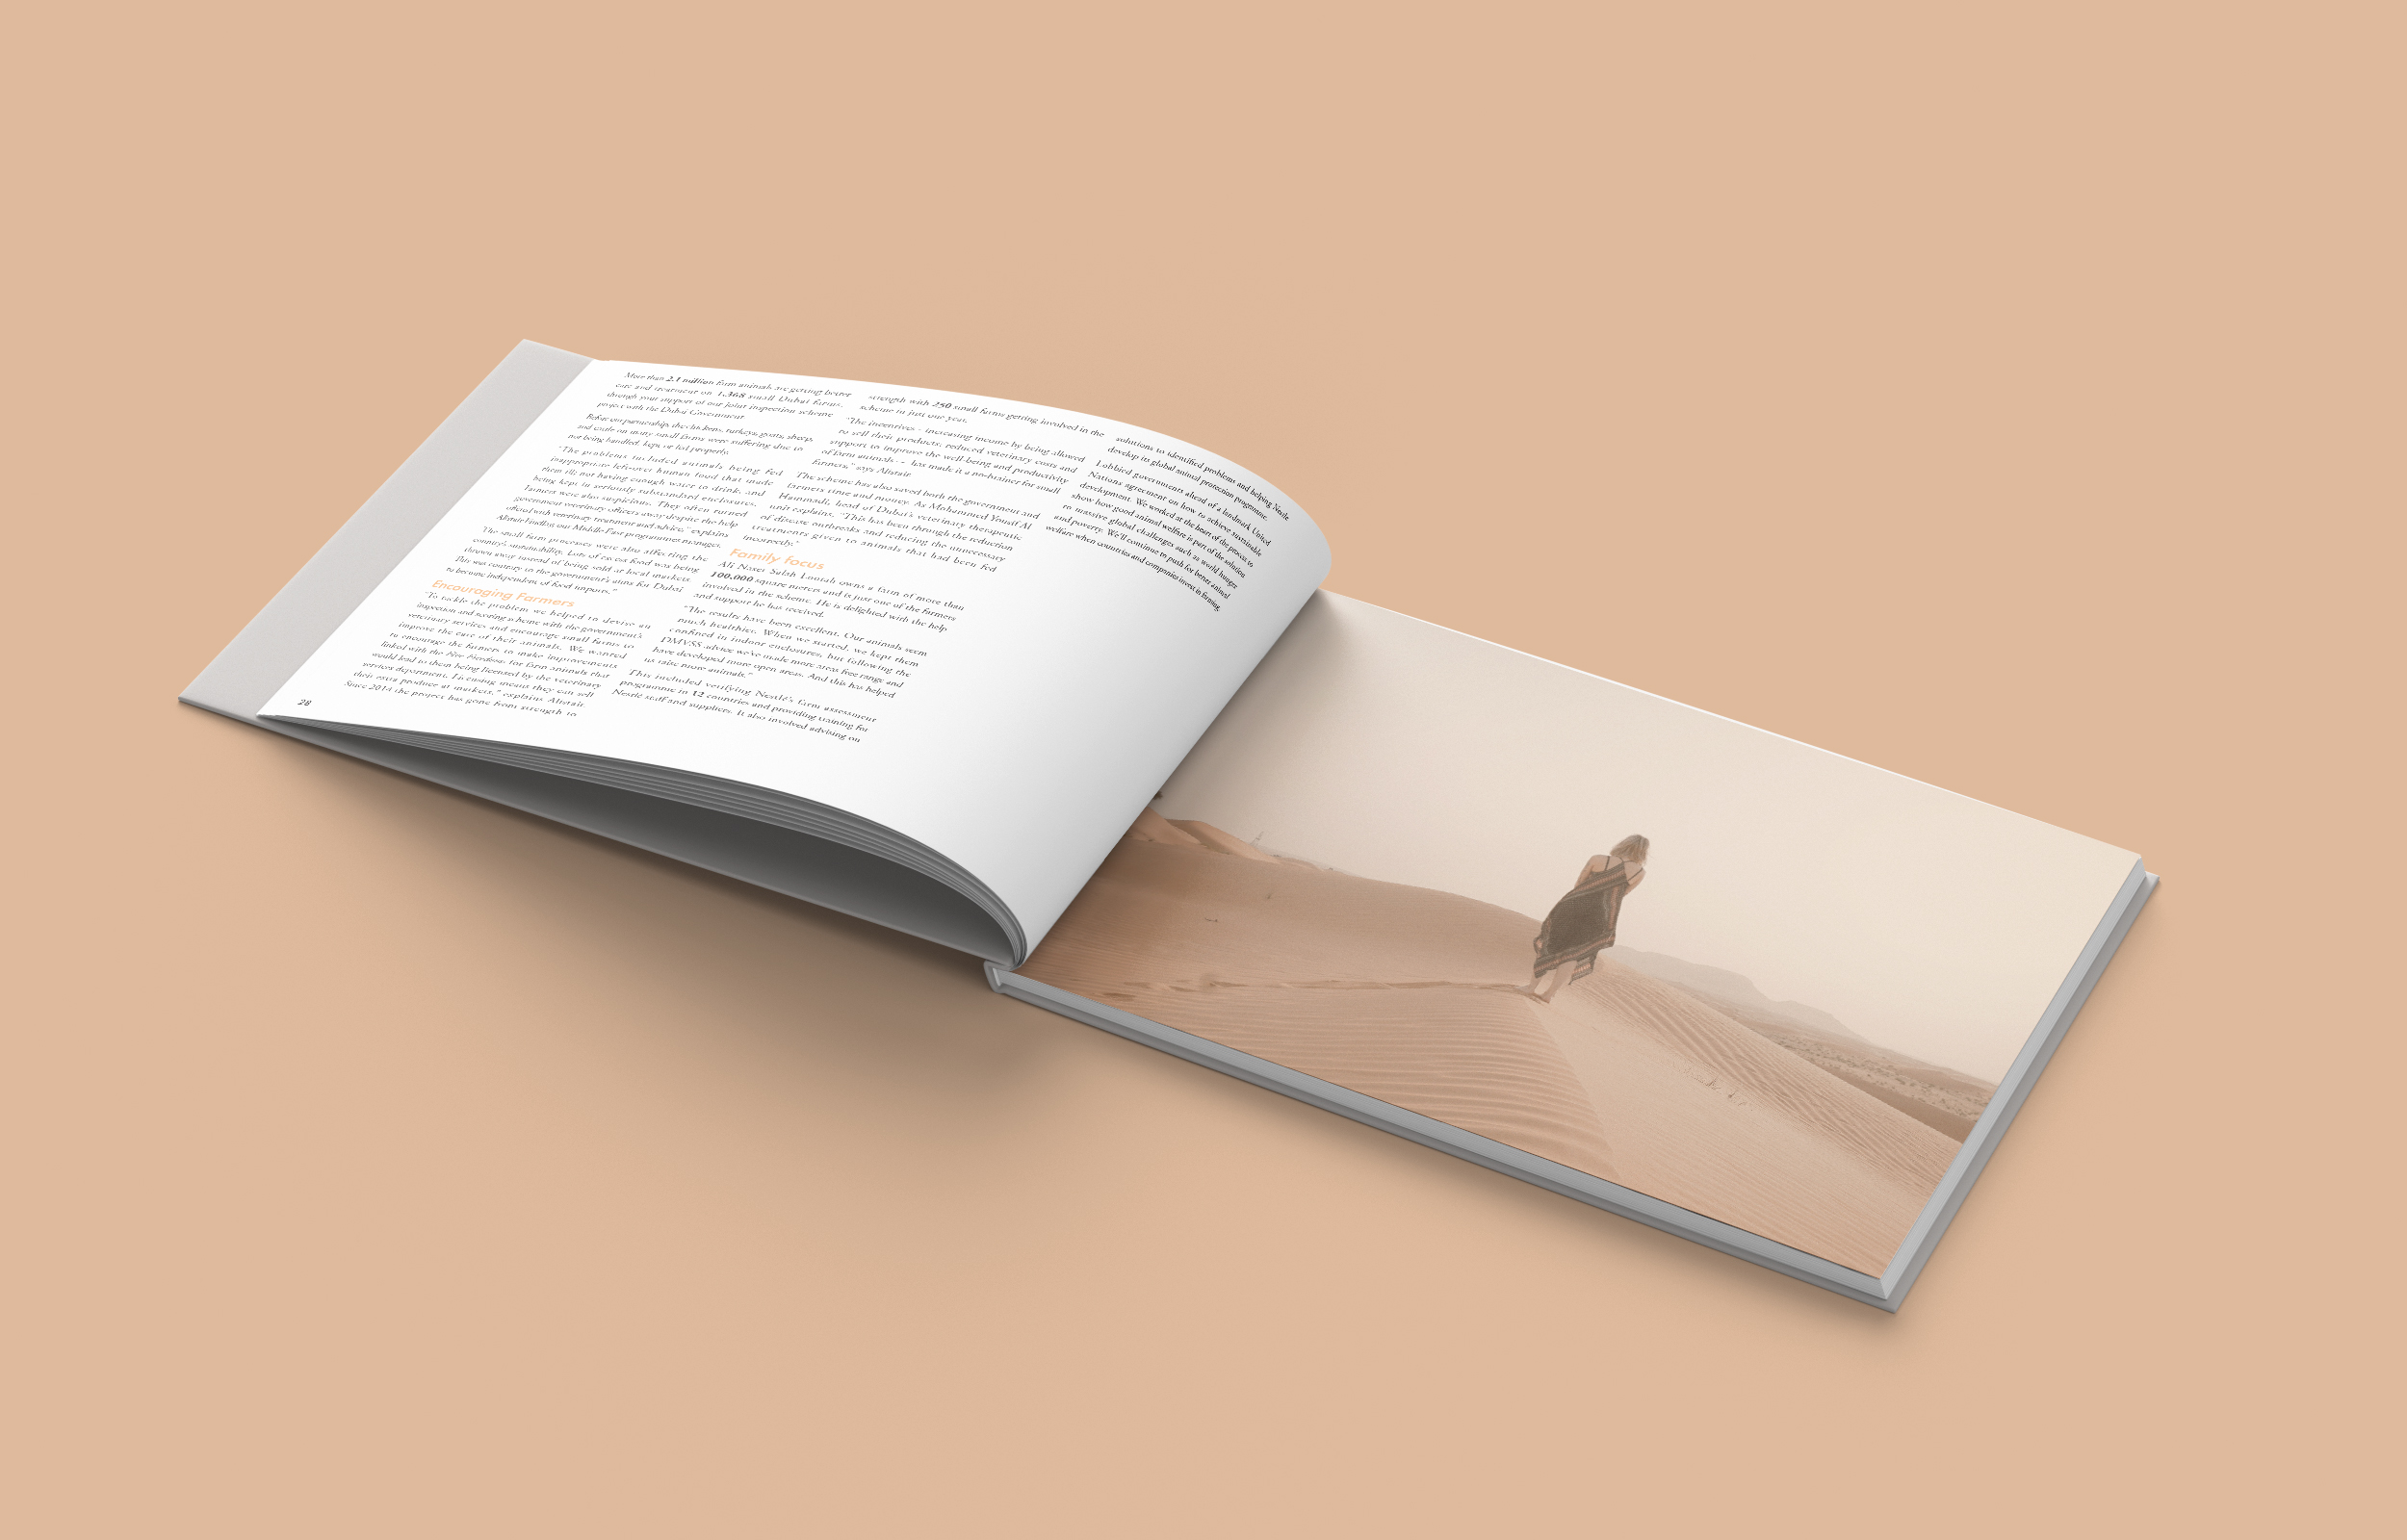 More than 2.1 million farm animals are getting better
care and treatment on 1,368 small Dubai farms,
through your support of our joint inspection scheme
project with the Dubai Government.
Before our partnership, the chickens, turkeys, goats, sheep,
and cattle on many small farms were suffering due to
not being handled, kept or fed properly.
"The problems included animals being fed
inappropriate left-over human food that made
them ill; not having enough water to drink, and
being kept in seriously substandard enclosures.
Farmers were also suspicious. They often turned
government veterinary officers away despite the help
official with veterinary treatment and advice," explains
Alistair Findlay, our Middle East programmes manager.
"The small farm processes were also affecting the
country's sustainability. Lots of excess food was being
thrown away instead of being sold at local markets.
This was contrary to the government's aims for Dubai
to become independent of food imports."
Encouraging Farmers
"To tackle the problem we helped to devise an
inspection and scoring scheme with the government's
veterinary services and encourage small farms to
improve the care of their animals. We wanted
to encourage the farmers to make improvements
linked with the Five Freedoms for farm animals that
would lead to them being licensed by the veterinary
services department. Licensing means they can sell
their extra produce at markets," explains Alistair.
Since 2014 the project has gone from strength to
28
strength with 250 small farms getting involved in the
scheme in just one year.
"The incentives - increasing income by being allowed
to sell their products, reduced veterinary costs and
support to improve the well-being and productivity
of farm animals - - has made it a no-brainer for small
farmers," says Alistair.
The scheme has also saved both the government and
farmers time and money. As Mohammed Yousif Al
Hammadi, head of Dubai's veterinary therapeutic
unit explains, "This has been through the reduction
of disease outbreaks and reducing the unnecessary
treatments given to animals that had been fed
incorrectly."
Family focus
Ali Naser Salah Lootah owns a farm of more than
100,000 square meters and is just one of the farmers
involved in the scheme. He is delighted with the help
and support he has received.
"The results have been excellent. Our animals seem
much healthier. When we started, we kept them
confined in indoor enclosures, but following the
DMVSS advice we've made more areas free range and
have developed more open areas. And this has helped
us raise more animals."
This included verifying Nestlé's farm assessment
programme in 12 countries and providing training for
Nestlé staff and suppliers. It also involved advising on
solutions to identified problems and helping Nestle
develop its global animal protection programme.
Lobbied governments ahead of a landmark United
Nations agreement on how to achieve sustainable
development. We worked at the heart of the process to
show how good animal welfare is part of the solution
to massive global challenges such as world hunger
and poverty. We'll continue to push for better animal
welfare when countries and companies invest in farming.